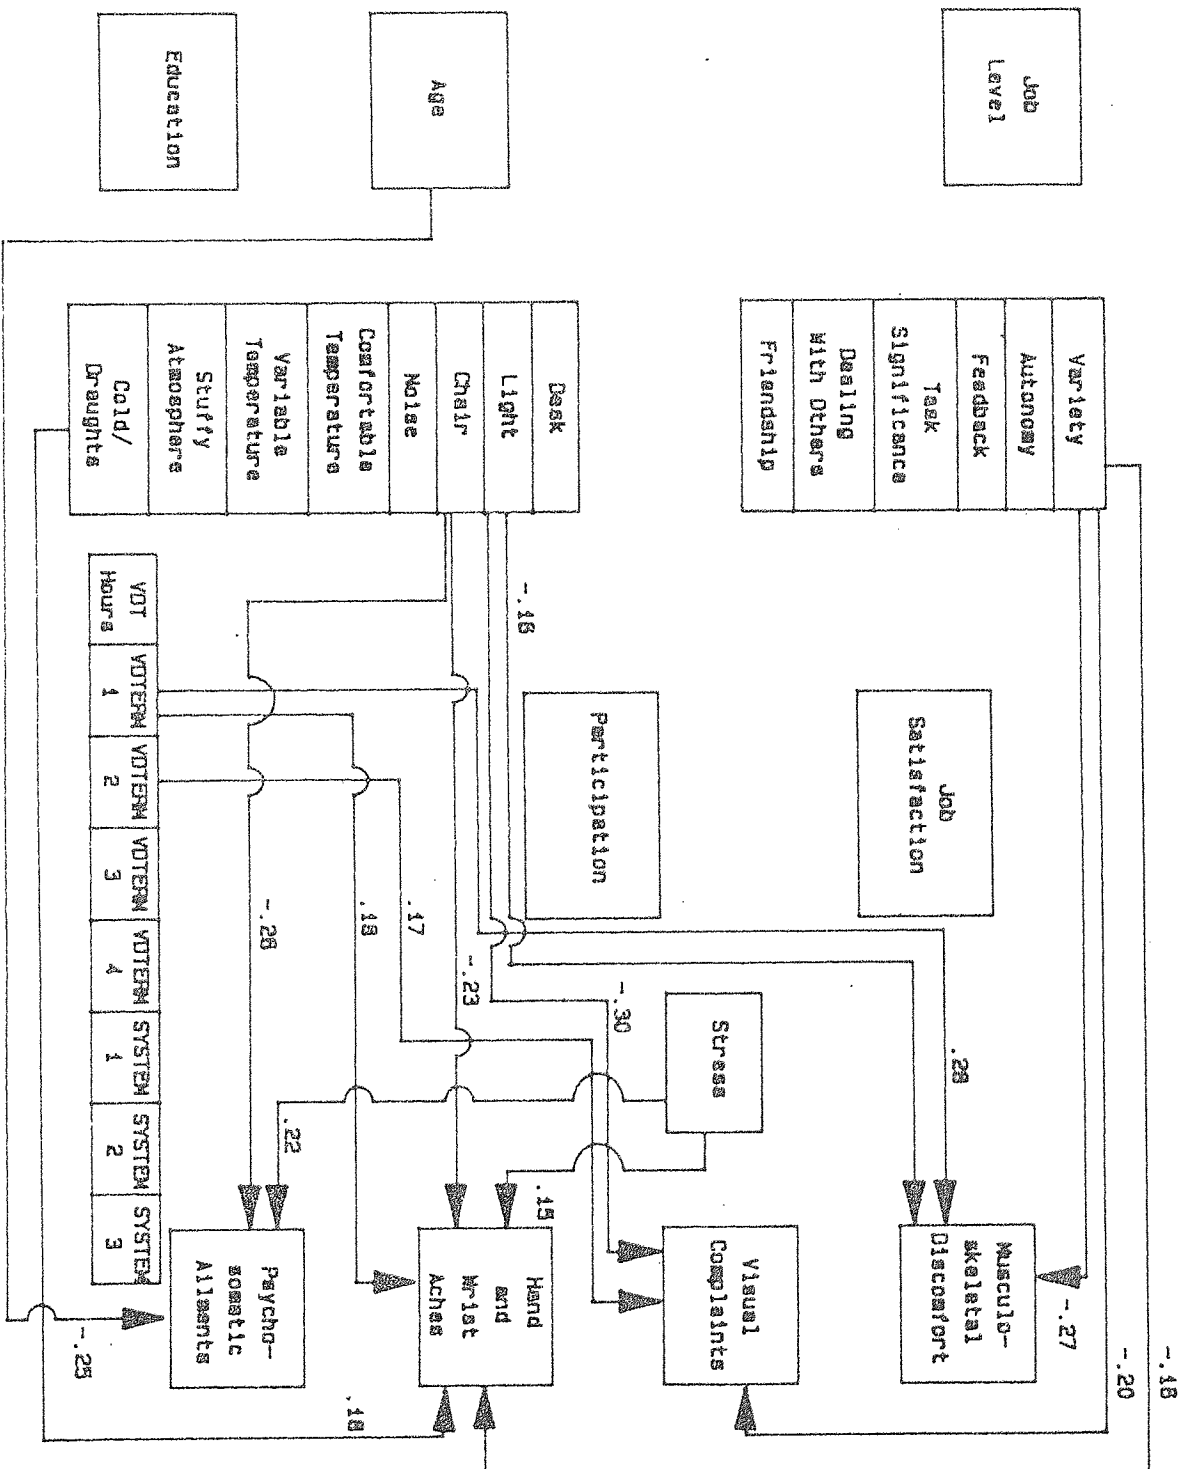 Job
Level
Age
Education
Variety
Autonomy
Feedback
Task
Significance
Dealing
With Others
Friendship
Desk
Light
Chair
Noise
Comfortable
Temperature
Variable
Temperature
Stuffy
Atmosphere
Cold/
Draughts
Job
Satisfaction
Participation
Stress
VDT
Hours
VDTERM
1
VDTERM
2
VDTERM
3
VDTERM
4
SYSTEM
1
SYSTEM
2
SYSTEM
3
Musculo-
skeletal
Discomfort
Visual
Complaints
Hand
and
Wrist
Aches
Psycho-
somatic
Ailments
-.18
-.20
-.27
.28
-.16
-.30
-.23
.17
.18
-.26
.15
.22
.18
-.25